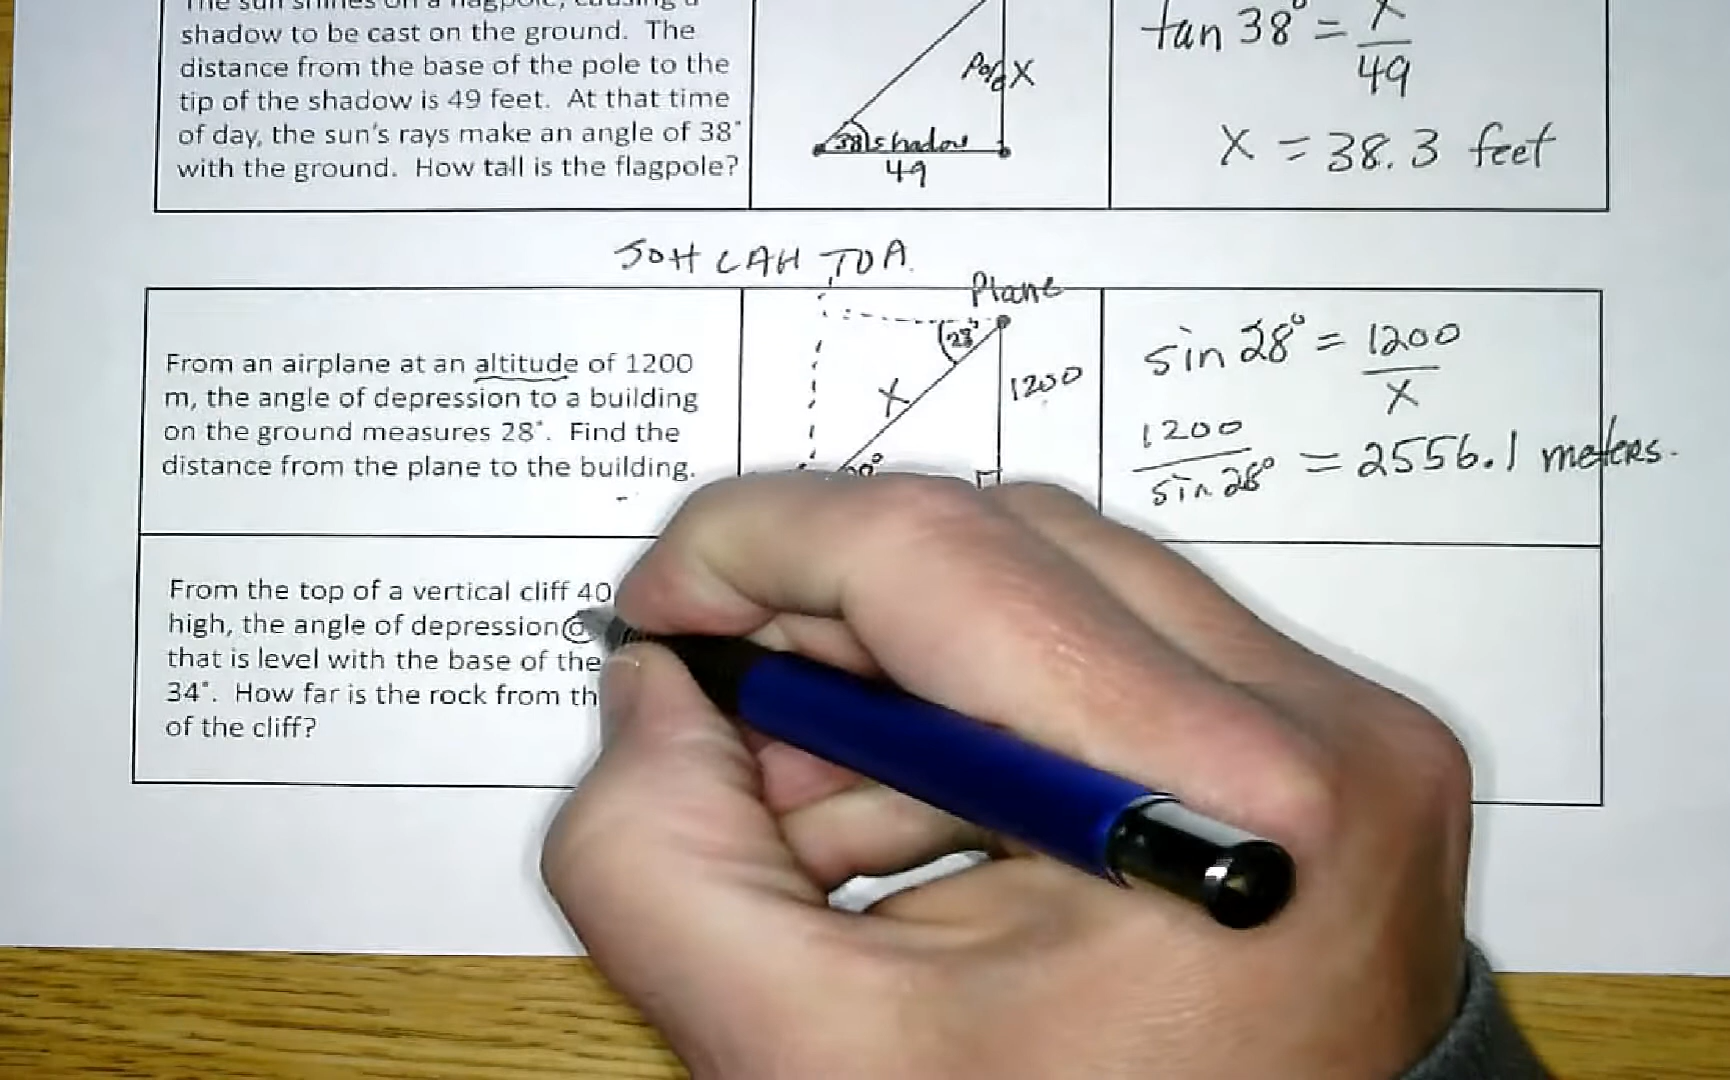 shadow to be cast on the ground. The
distance from the base of the pole to the
tip of the shadow is 49 feet. At that time
of day, the sun's rays make an angle of 38°
with the ground. How tall is the flagpole?
Pole X
38° shadow
49
tan 38° = X
49
X = 38.3 feet
SOH CAH TOA
Plane
From an airplane at an altitude of 1200
m, the angle of depression to a building
on the ground measures 28°. Find the
distance from the plane to the building.
28°
X
1200
sin 28° = 1200
X
1200
sin 28° = 2556.1 meters.
From the top of a vertical cliff 40
high, the angle of depression
that is level with the base of the
34°. How far is the rock from th
of the cliff?